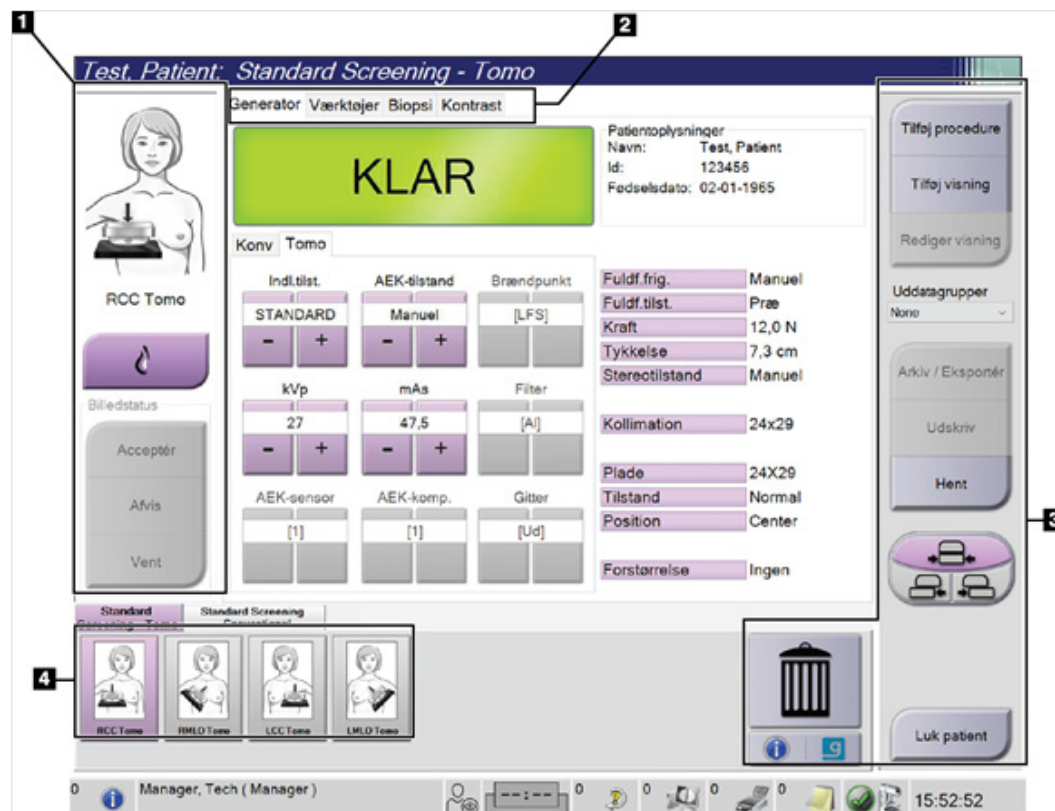 1
2
Test, Patient: Standard Screening - Tomo
Generator Værktøjer Biopsi Kontrast
KLAR
Patientoplysninger
Navn: Test, Patient
Id: 123456
Fødselsdato: 02-01-1965
RCC Tomo
Billedstatus
Acceptér
Afvis
Vent
Konv Tomo
Indl.tilst. AEK-tilstand Brændpunkt
STANDARD Manuel [LFS]
- + - +
kVp mAs Filter
27 47,5 [Al]
- + - +
AEK-sensor AEK-komp. Gitter
[1] [1] [Ud]
Fuldf.frig. Manuel
Fuldf.tilst. Præ
Kraft 12,0 N
Tykkelse 7,3 cm
Stereotilstand Manuel
Kollimation 24x29
Plade 24X29
Tilstand Normal
Position Center
Forstørrelse Ingen
Tilføj procedure
Tilføj visning
Rediger visning
Uddatagrupper
None
Arkiv / Eksportér
Udskriv
Hent
3
Standard Screening - Tomo
Standard Screening
4
RCC Tomo RMLO Tomo LCC Tomo LMLO Tomo
i g
Luk patient
0 i Manager, Tech ( Manager ) --:-- 0 0 0 0 15:52:52